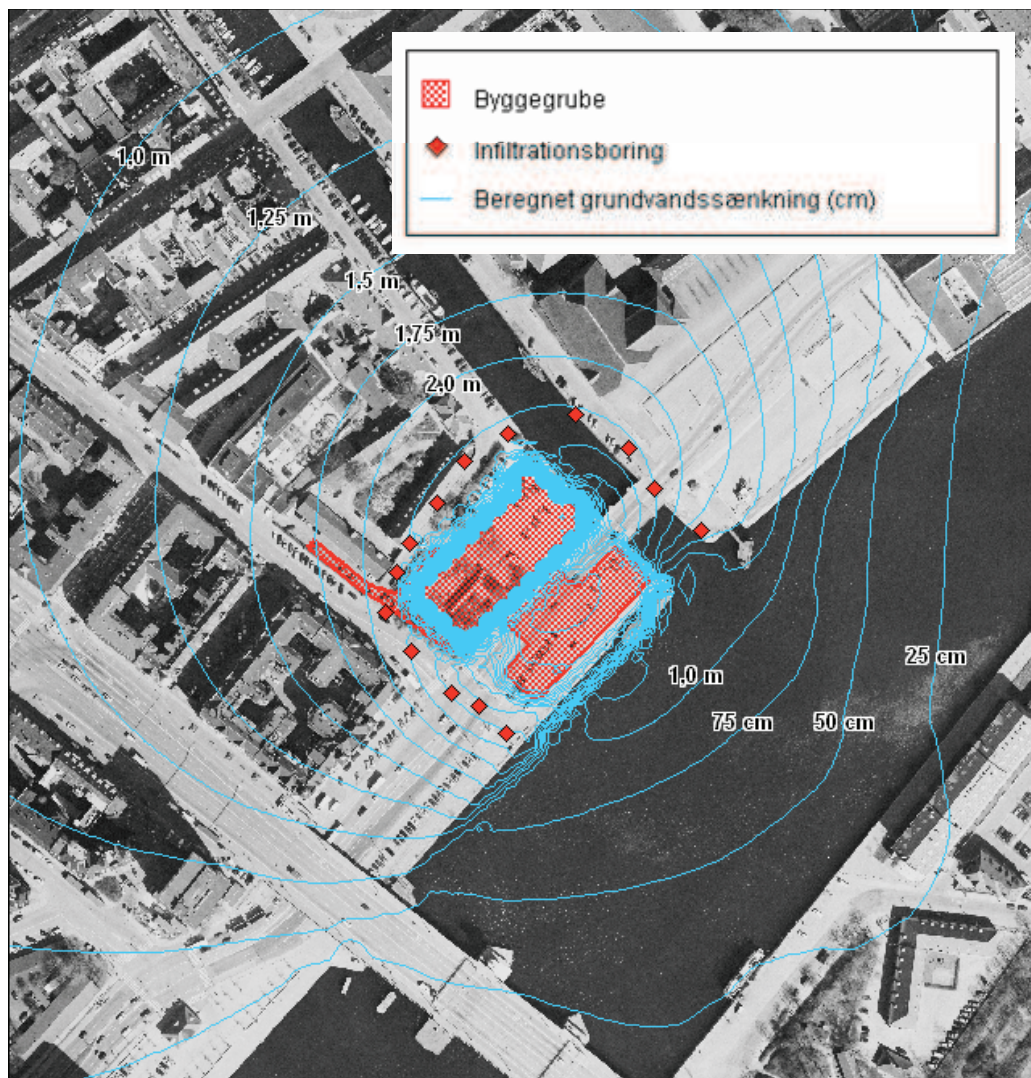 Byggegrube
Infiltrationsboring
Beregnet grundvandssænkning (cm)
1,0 m
1,25 m
1,5 m
1,75 m
2,0 m
25 cm
1,0 m
75 cm
50 cm